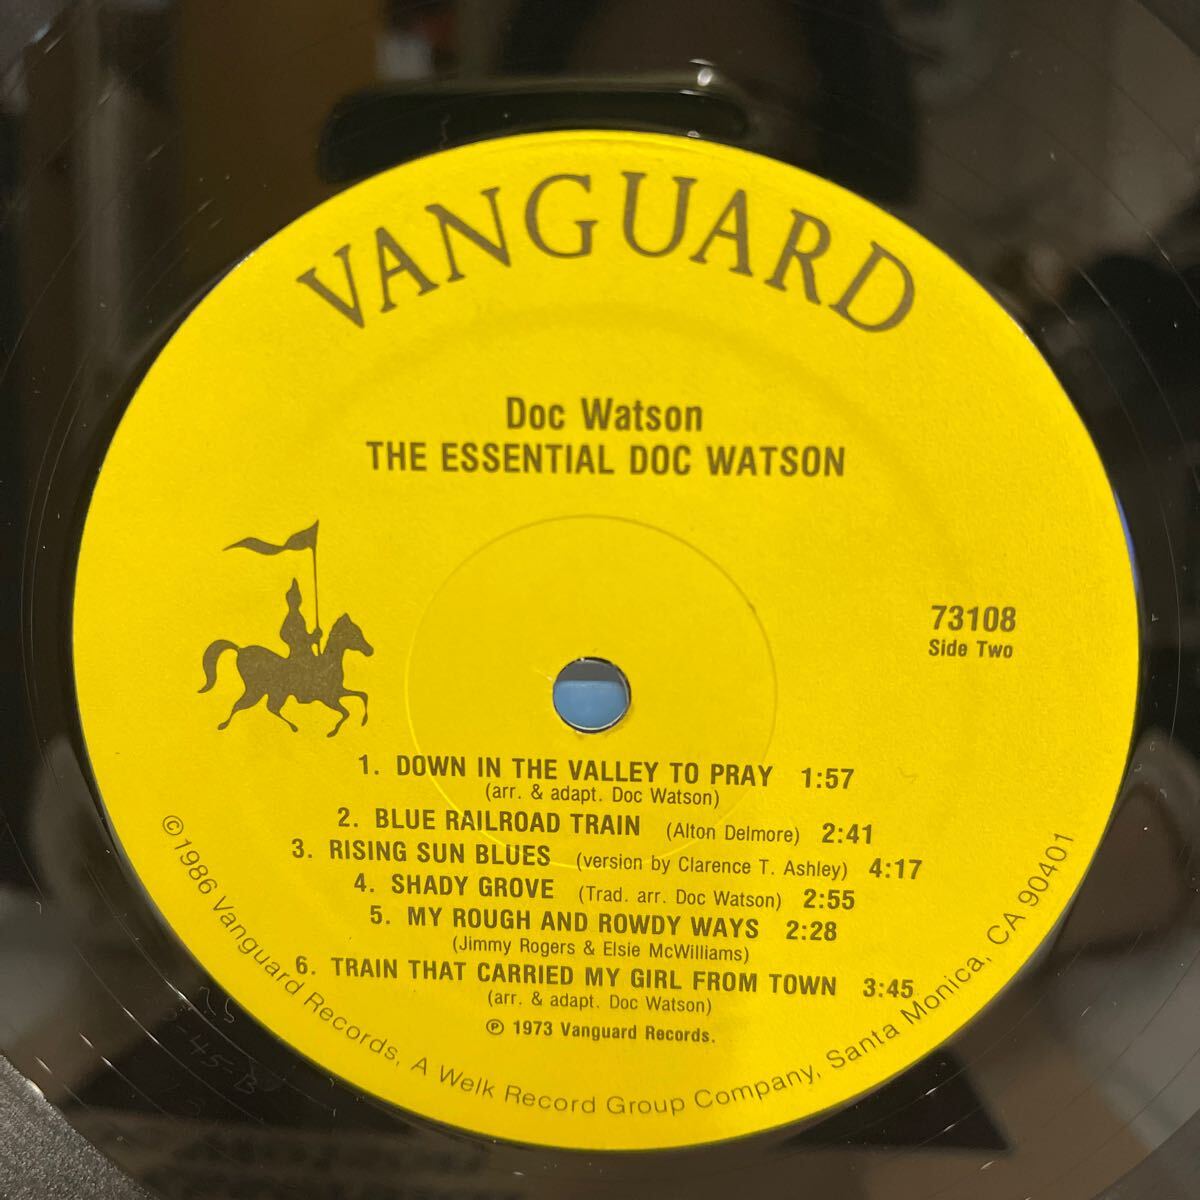 VANGUARD
Doc Watson
THE ESSENTIAL DOC WATSON
73108
Side Two
1. DOWN IN THE VALLEY TO PRAY 1:57
(arr. & adapt. Doc Watson)
2. BLUE RAILROAD TRAIN (Alton Delmore) 2:41
3. RISING SUN BLUES (version by Clarence T. Ashley) 4:17
4. SHADY GROVE (Trad. arr. Doc Watson) 2:55
5. MY ROUGH AND ROWDY WAYS 2:28
(Jimmy Rogers & Elsie McWilliams)
6. TRAIN THAT CARRIED MY GIRL FROM TOWN 3:45
(arr. & adapt. Doc Watson)
℗ 1973 Vanguard Records.
©1986 Vanguard Records, A Welk Record Group Company, Santa Monica, CA 90401